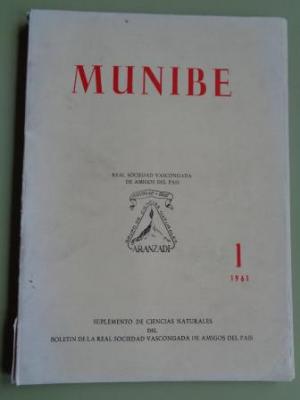 MUNIBE
REAL SOCIEDAD VASCONGADA
DE AMIGOS DEL PAIS
ARANZADI
1
1961
SUPLEMENTO DE CIENCIAS NATURALES
DEL
BOLETIN DE LA REAL SOCIEDAD VASCONGADA DE AMIGOS DEL PAIS